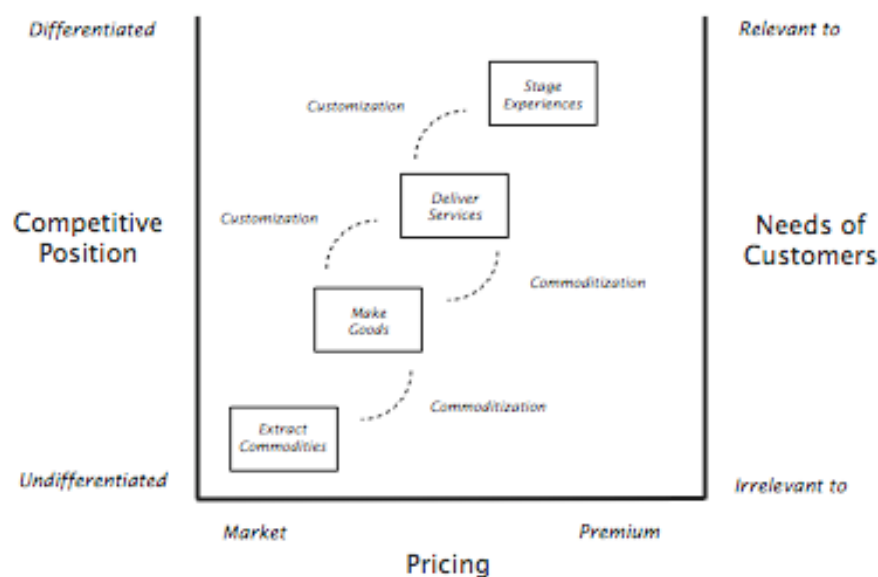 Differentiated
Relevant to
Stage
Experiences
Customization
Deliver
Services
Customization
Competitive
Position
Needs of
Customers
Commoditization
Make
Goods
Commoditization
Extract
Commodities
Undifferentiated
Irrelevant to
Market
Premium
Pricing